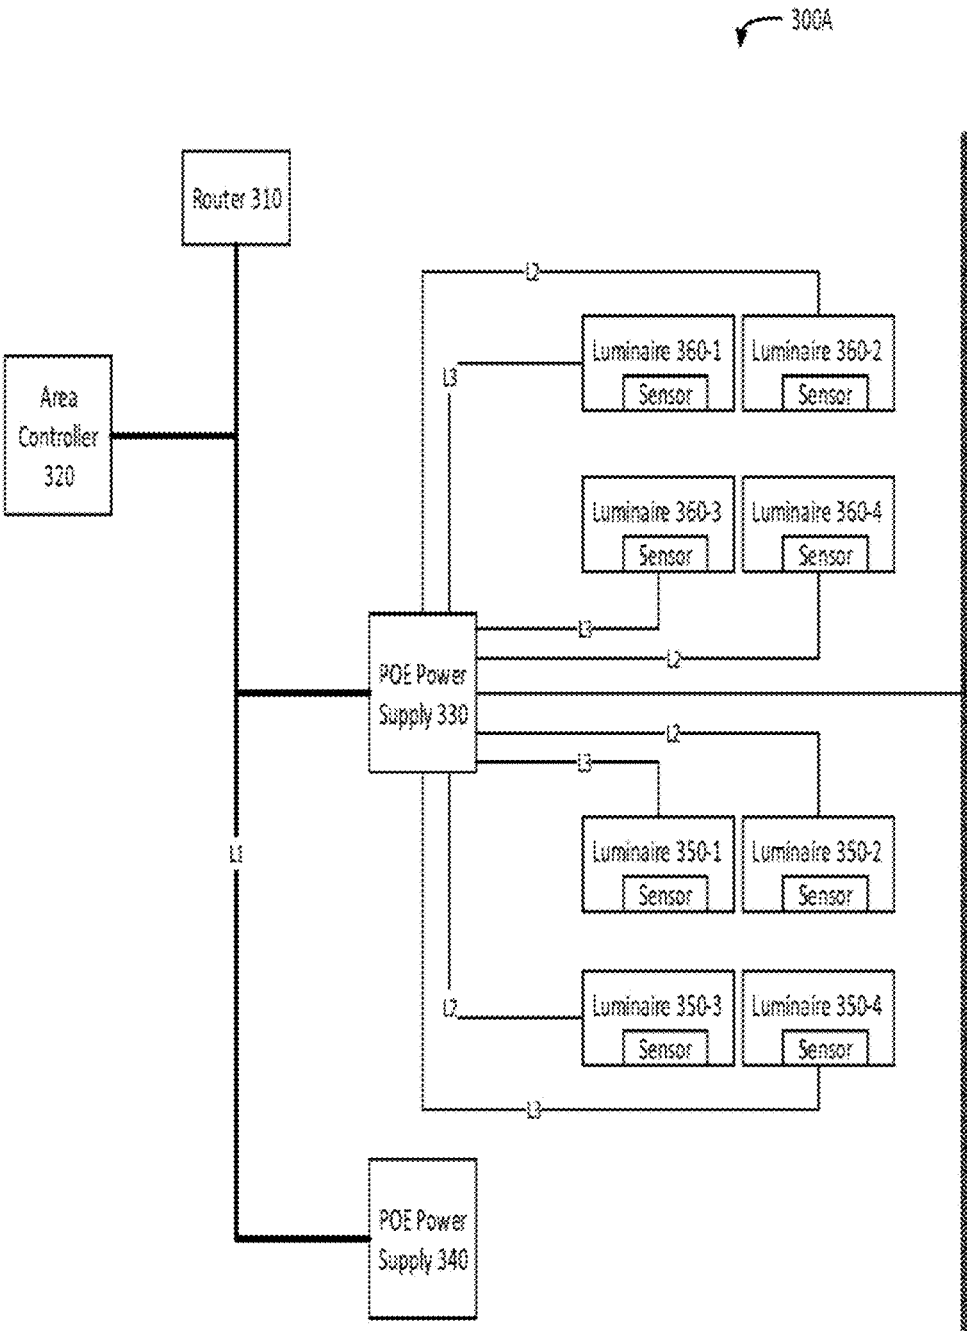 300A
Router 310
L2
Luminaire 360-1
Sensor
Luminaire 360-2
Sensor
L3
Area
Controller
320
Luminaire 360-3
Sensor
Luminaire 360-4
Sensor
L3
L2
POE Power
Supply 330
L2
L3
L1
Luminaire 350-1
Sensor
Luminaire 350-2
Sensor
L2
Luminaire 350-3
Sensor
Luminaire 350-4
Sensor
L3
POE Power
Supply 340